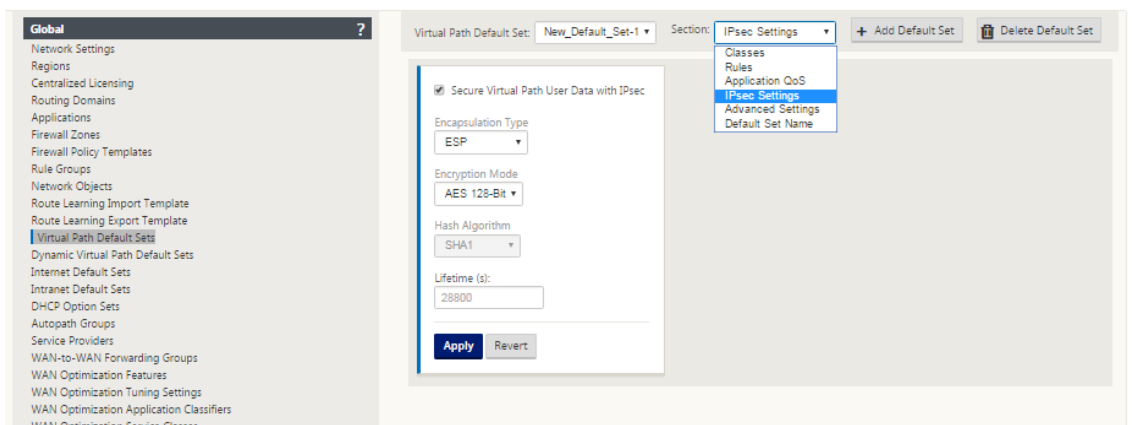 Global ?
Network Settings
Regions
Centralized Licensing
Routing Domains
Applications
Firewall Zones
Firewall Policy Templates
Rule Groups
Network Objects
Route Learning Import Template
Route Learning Export Template
Virtual Path Default Sets
Dynamic Virtual Path Default Sets
Internet Default Sets
Intranet Default Sets
DHCP Option Sets
Autopath Groups
Service Providers
WAN-to-WAN Forwarding Groups
WAN Optimization Features
WAN Optimization Tuning Settings
WAN Optimization Application Classifiers
WAN Optimization Service Classes
Virtual Path Default Set: New_Default_Set-1 Section: IPsec Settings + Add Default Set Delete Default Set
Classes
Rules
Application QoS
IPsec Settings
Advanced Settings
Default Set Name
Secure Virtual Path User Data with IPsec
Encapsulation Type
ESP
Encryption Mode
AES 128-Bit
Hash Algorithm
SHA1
Lifetime (s):
28800
Apply Revert